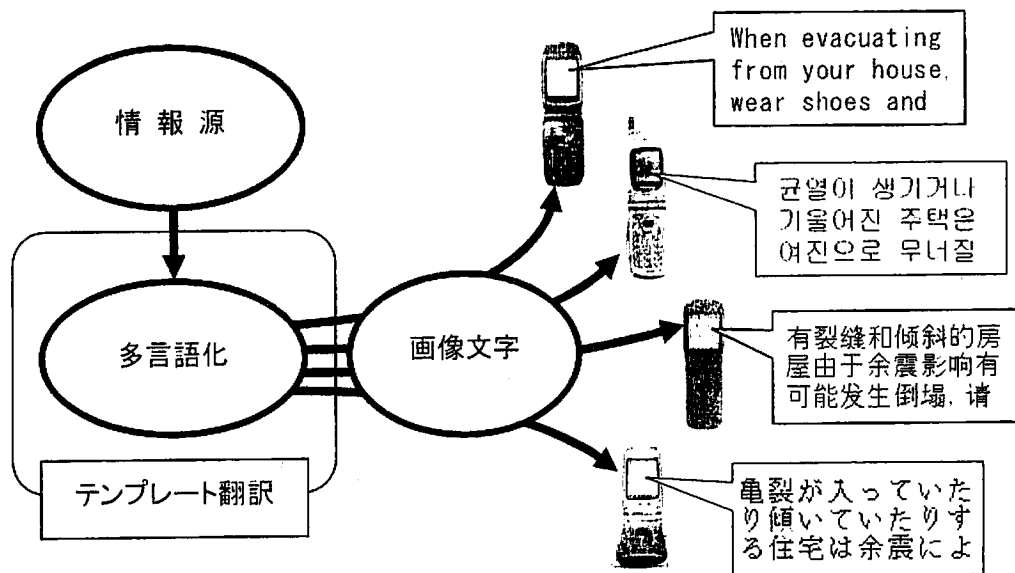 情報源
多言語化
テンプレート翻訳
画像文字
When evacuating
from your house,
wear shoes and
균열이 생기거나
기울어진 주택은
여진으로 무너질
有裂缝和倾斜的房
屋由于余震影响有
可能发生倒塌,请
亀裂が入っていた
り傾いていたりす
る住宅は余震によ